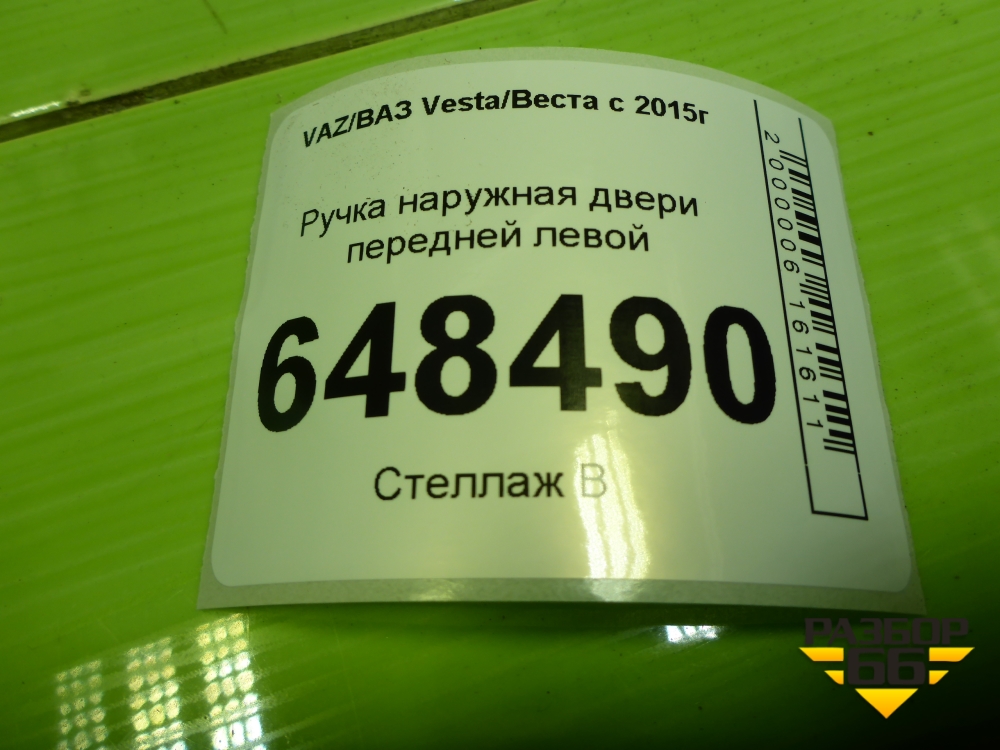 VAZ/ВАЗ Vesta/Веста с 2015г
Ручка наружная двери
передней левой
648490
Стеллаж В
2000006161611
РАЗБОР
66